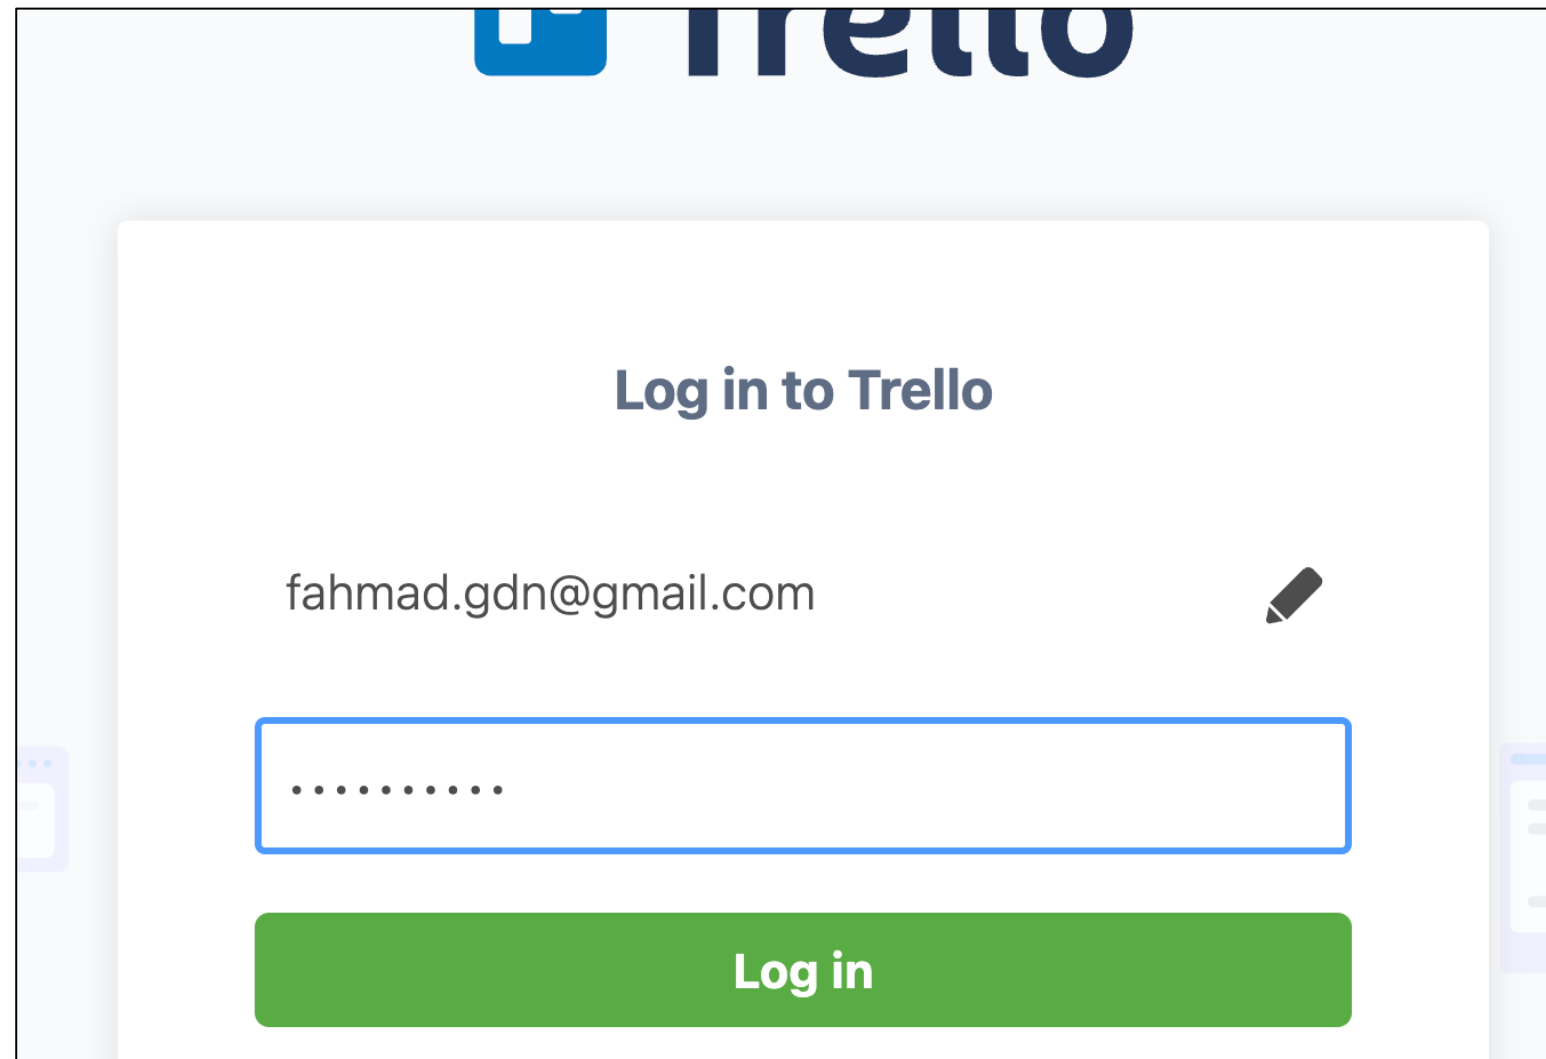 Trello
Log in to Trello
fahmad.gdn@gmail.com
••••••••••
Log in